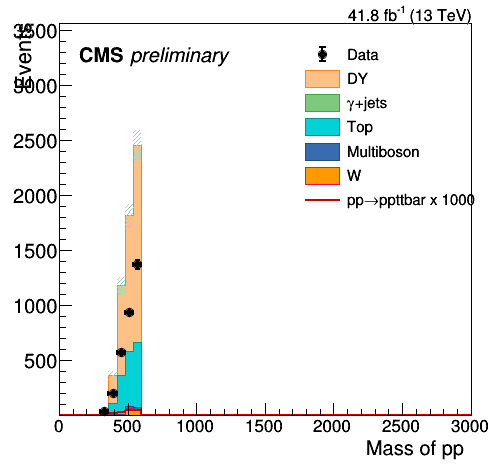 41.8 fb⁻¹ (13 TeV)
Events
CMS preliminary
Data
DY
γ+jets
Top
Multiboson
W
pp→ppttbar x 1000
3500
3000
2500
2000
1500
1000
500
0 500 1000 1500 2000 2500 3000
Mass of pp